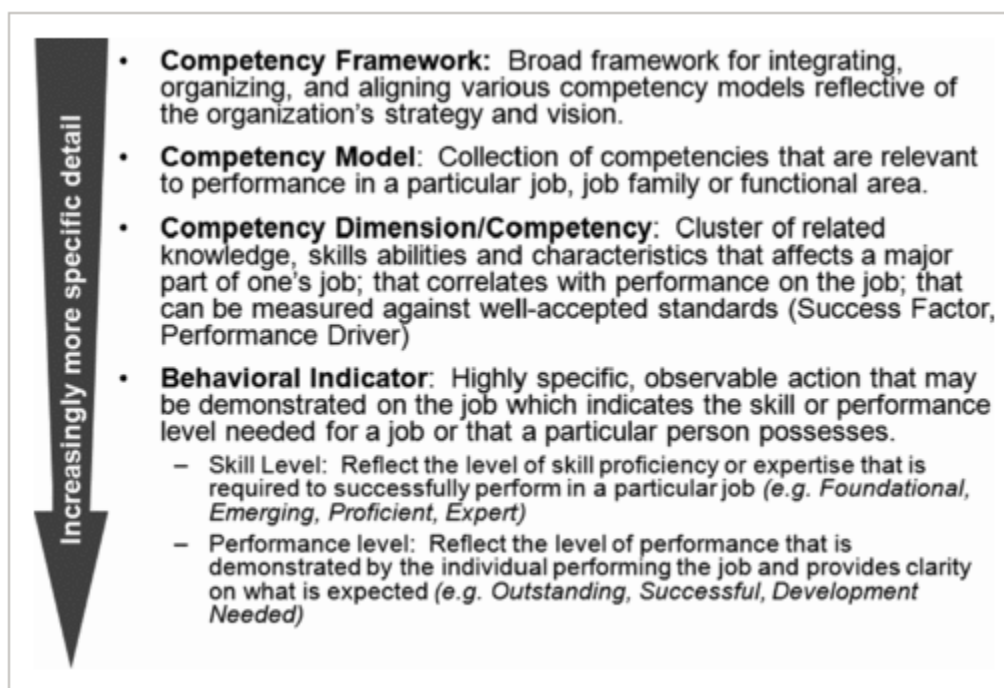 Increasingly more specific detail
• Competency Framework: Broad framework for integrating,
organizing, and aligning various competency models reflective of
the organization's strategy and vision.
• Competency Model: Collection of competencies that are relevant
to performance in a particular job, job family or functional area.
• Competency Dimension/Competency: Cluster of related
knowledge, skills abilities and characteristics that affects a major
part of one's job; that correlates with performance on the job; that
can be measured against well-accepted standards (Success Factor,
Performance Driver)
• Behavioral Indicator: Highly specific, observable action that may
be demonstrated on the job which indicates the skill or performance
level needed for a job or that a particular person possesses.
– Skill Level: Reflect the level of skill proficiency or expertise that is
required to successfully perform in a particular job (e.g. Foundational,
Emerging, Proficient, Expert)
– Performance level: Reflect the level of performance that is
demonstrated by the individual performing the job and provides clarity
on what is expected (e.g. Outstanding, Successful, Development
Needed)